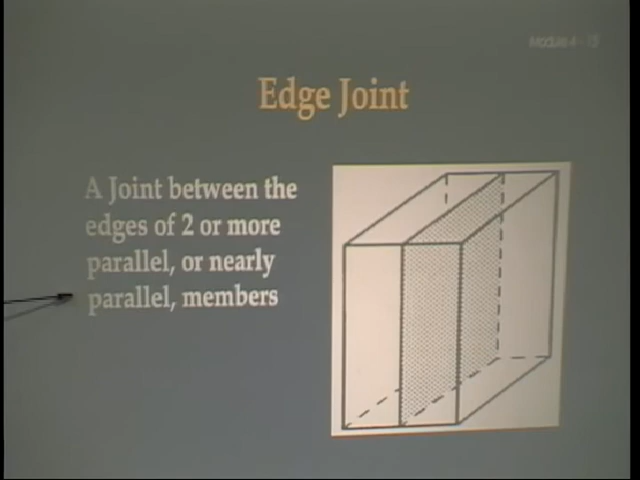 Edge Joint
A Joint between the
edges of 2 or more
parallel, or nearly
parallel, members